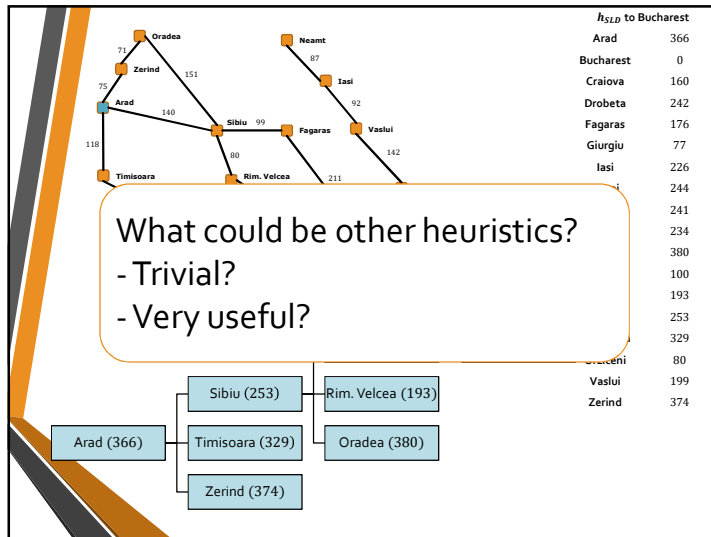 h_SLD to Bucharest
Arad 366
Bucharest 0
Craiova 160
Drobeta 242
Fagaras 176
Giurgiu 77
Iasi 226
244
241
234
380
100
193
253
329
80
Vaslui 199
Zerind 374
Oradea
71
Zerind
75
151
Arad
140
118
Sibiu
99
Fagaras
80
Timisoara
Rim. Velcea
211
Neamt
87
Iasi
92
Vaslui
142
What could be other heuristics?
- Trivial?
- Very useful?
Sibiu (253)
Rim. Velcea (193)
Arad (366)
Timisoara (329)
Oradea (380)
Zerind (374)